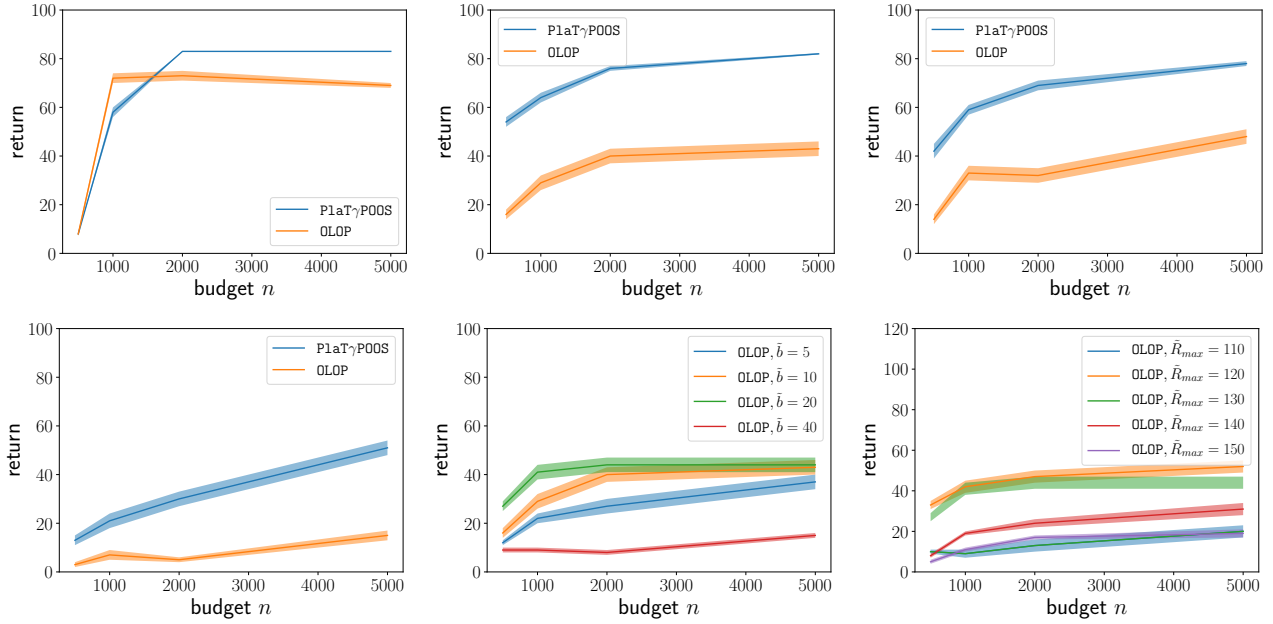 100
80
60
40
20
0
return
PlaTγPOOS
OLOP
1000 2000 3000 4000 5000
budget n
100
80
60
40
20
0
return
PlaTγPOOS
OLOP
1000 2000 3000 4000 5000
budget n
100
80
60
40
20
0
return
PlaTγPOOS
OLOP
1000 2000 3000 4000 5000
budget n
100
80
60
40
20
0
return
PlaTγPOOS
OLOP
1000 2000 3000 4000 5000
budget n
100
80
60
40
20
0
return
OLOP, b̃ = 5
OLOP, b̃ = 10
OLOP, b̃ = 20
OLOP, b̃ = 40
1000 2000 3000 4000 5000
budget n
120
100
80
60
40
20
0
return
OLOP, R̃max = 110
OLOP, R̃max = 120
OLOP, R̃max = 130
OLOP, R̃max = 140
OLOP, R̃max = 150
1000 2000 3000 4000 5000
budget n